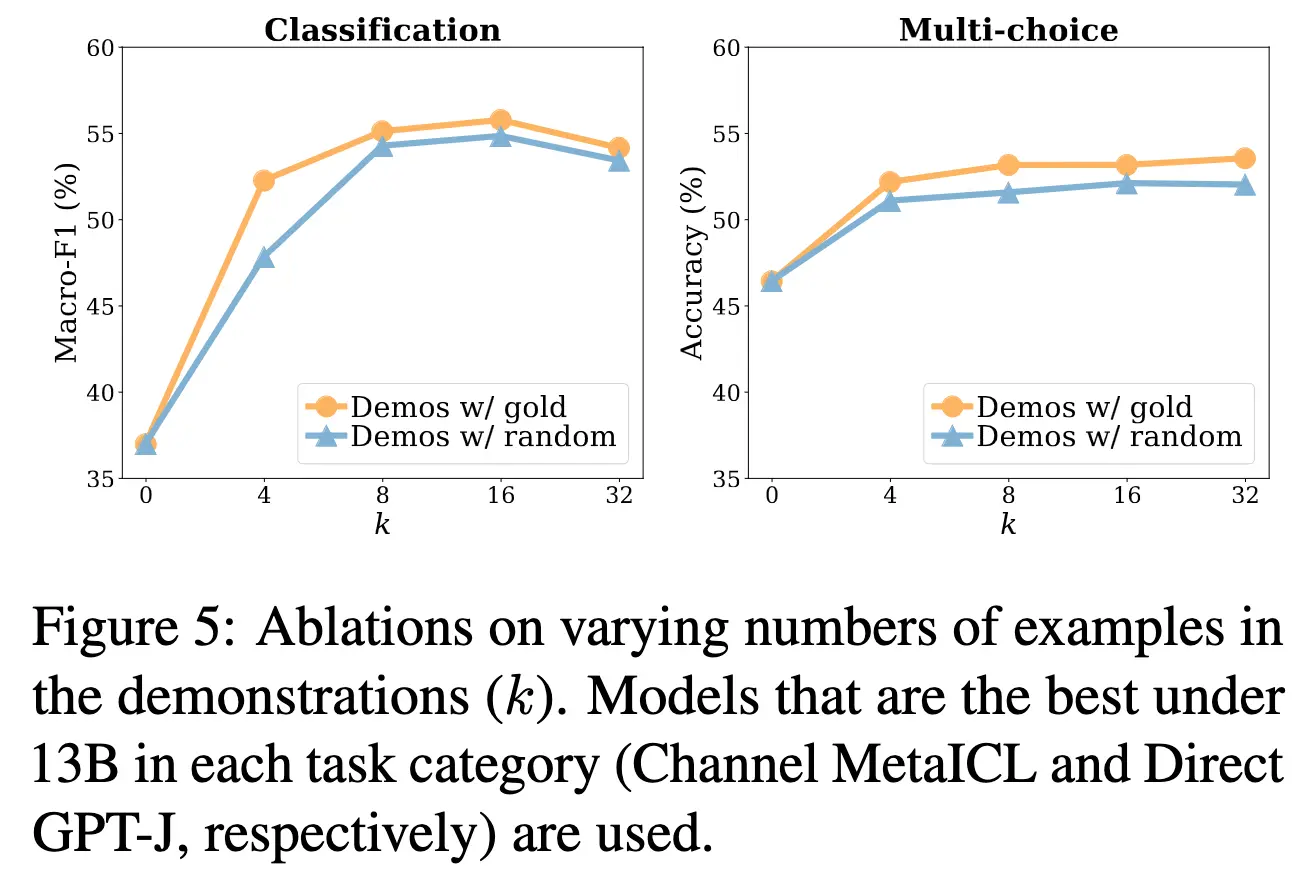 Classification
60
55
50
45
40
35
Macro-F1 (%)
0 4 8 16 32
k
Demos w/ gold
Demos w/ random
Multi-choice
60
55
50
45
40
35
Accuracy (%)
0 4 8 16 32
k
Demos w/ gold
Demos w/ random
Figure 5: Ablations on varying numbers of examples in
the demonstrations (k). Models that are the best under
13B in each task category (Channel MetaICL and Direct
GPT-J, respectively) are used.